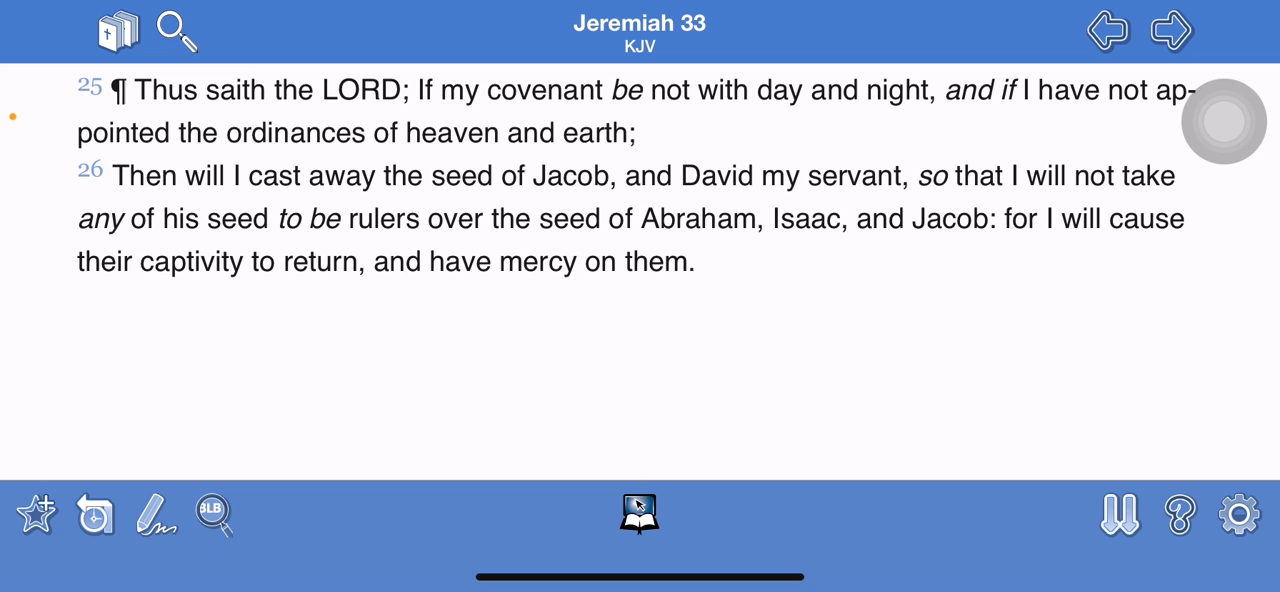 Jeremiah 33
KJV
25 ¶ Thus saith the LORD; If my covenant be not with day and night, and if I have not ap-
pointed the ordinances of heaven and earth;
26 Then will I cast away the seed of Jacob, and David my servant, so that I will not take
any of his seed to be rulers over the seed of Abraham, Isaac, and Jacob: for I will cause
their captivity to return, and have mercy on them.
BLB